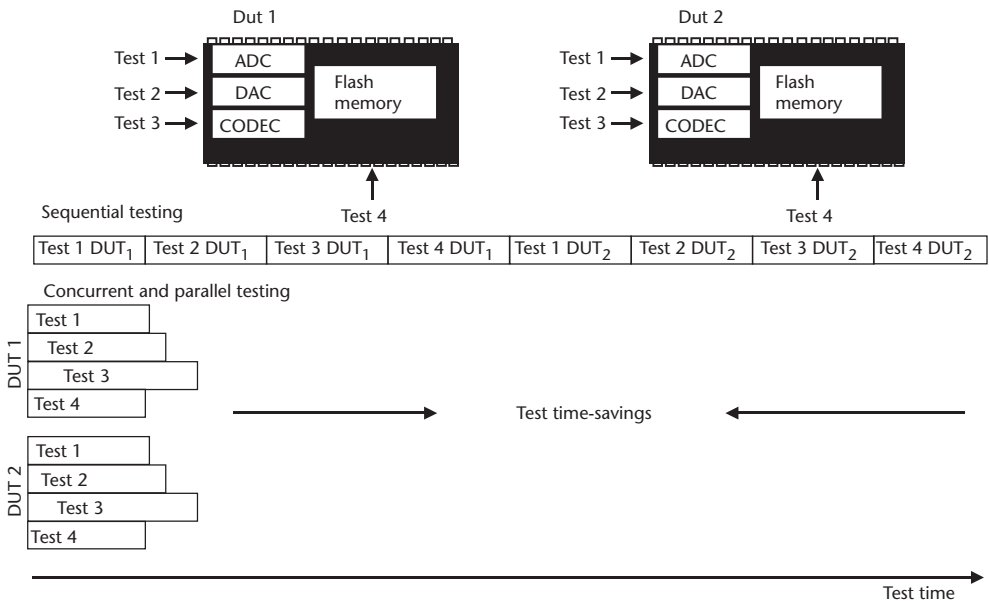 Dut 1
Dut 2
Test 1
ADC
Test 2
DAC
Test 3
CODEC
Flash
memory
Test 4
Test 1
ADC
Test 2
DAC
Test 3
CODEC
Flash
memory
Test 4
Sequential testing
Test 1 DUT1
Test 2 DUT1
Test 3 DUT1
Test 4 DUT1
Test 1 DUT2
Test 2 DUT2
Test 3 DUT2
Test 4 DUT2
Concurrent and parallel testing
DUT 1
Test 1
Test 2
Test 3
Test 4
Test time-savings
DUT 2
Test 1
Test 2
Test 3
Test 4
Test time